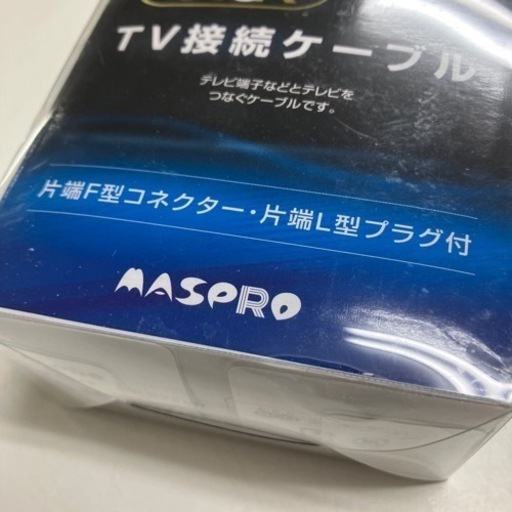 TV接続ケーブル
テレビ端子などとテレビを
つなぐケーブルです。
片端F型コネクター・片端L型プラグ付
MASPRO